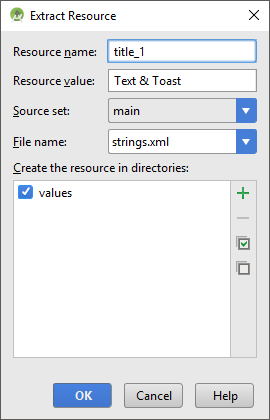 Extract Resource
Resource name: title_1
Resource value: Text & Toast
Source set: main
File name: strings.xml
Create the resource in directories:
values
OK Cancel Help